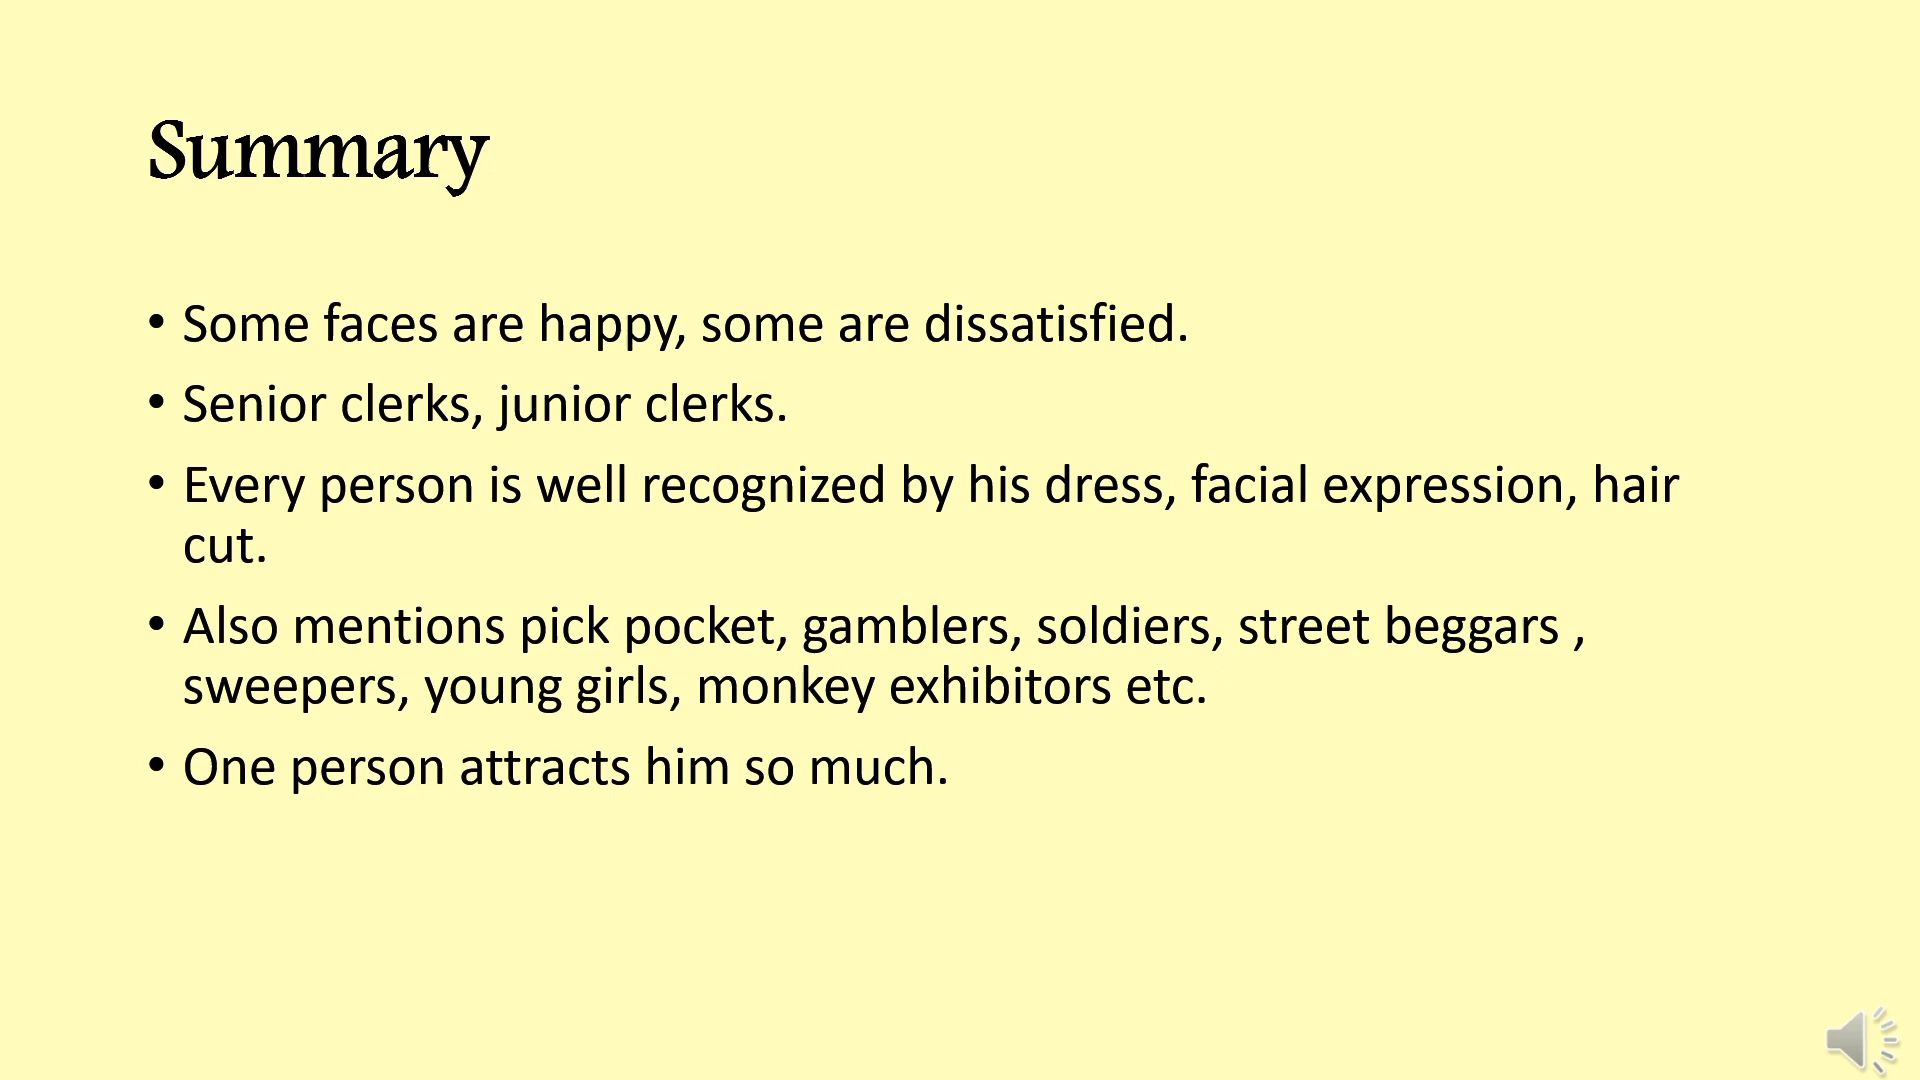 Summary
• Some faces are happy, some are dissatisfied.
• Senior clerks, junior clerks.
• Every person is well recognized by his dress, facial expression, hair
cut.
• Also mentions pick pocket, gamblers, soldiers, street beggars ,
sweepers, young girls, monkey exhibitors etc.
• One person attracts him so much.